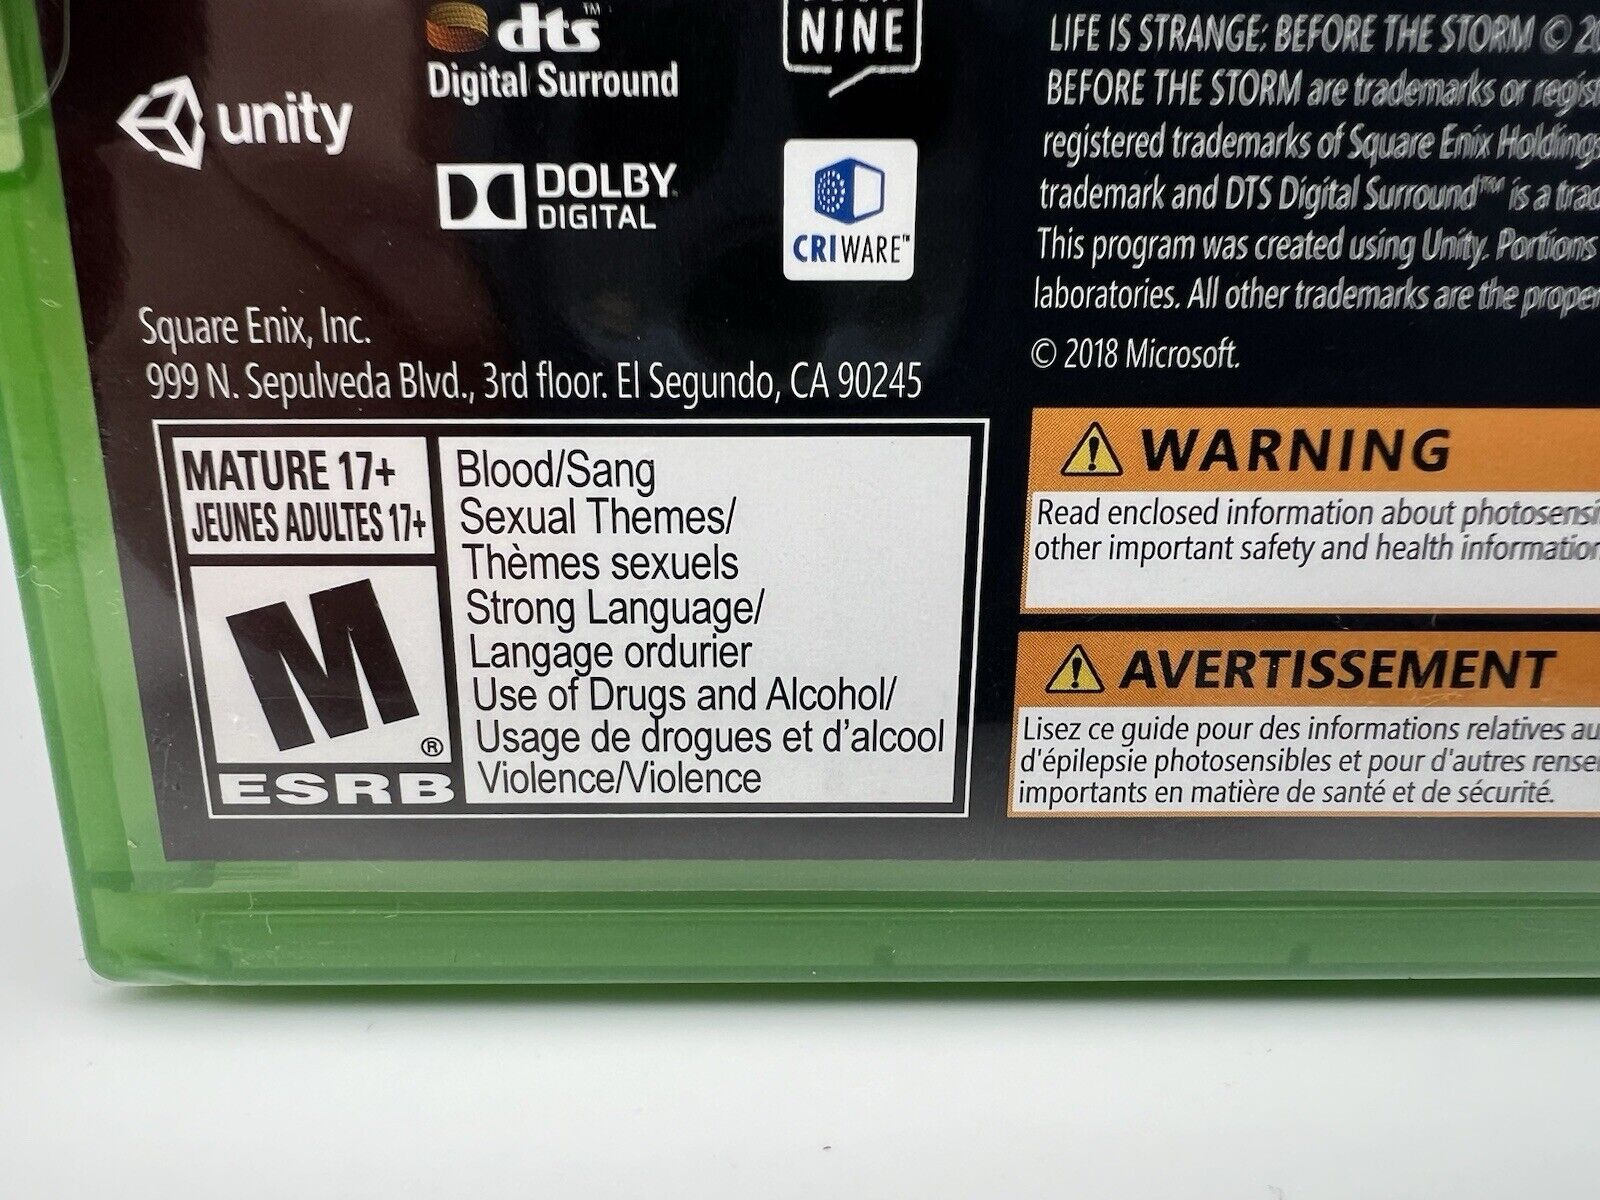 dts™
Digital Surround
unity
DOLBY
DIGITAL
NINE
CRIWARE™
LIFE IS STRANGE: BEFORE THE STORM ©
BEFORE THE STORM are trademarks or
registered trademarks of Square Enix
trademark and DTS Digital Surround™ is a
This program was created using Unity. Portions
laboratories. All other trademarks are the
© 2018 Microsoft.
Square Enix, Inc.
999 N. Sepulveda Blvd., 3rd floor. El Segundo, CA 90245
MATURE 17+
JEUNES ADULTES 17+
M®
ESRB
Blood/Sang
Sexual Themes/
Thèmes sexuels
Strong Language/
Langage ordurier
Use of Drugs and Alcohol/
Usage de drogues et d'alcool
Violence/Violence
WARNING
Read enclosed information about
other important safety and health
AVERTISSEMENT
Lisez ce guide pour des informations relatives
d'épilepsie photosensibles et pour d'autres
importants en matière de santé et de sécurité.